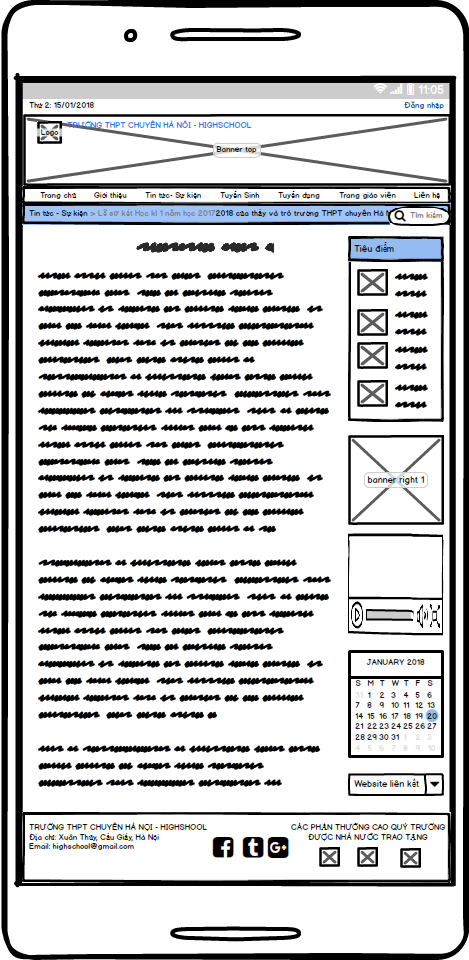 11:05
Thứ 2: 15/01/2018 Đăng nhập
Logo
TRƯỜNG THPT CHUYÊN HÀ NÔI - HIGHSCHOOL
Banner top
Trang chủ Giới thiệu Tin tức- Sự kiện Tuyển Sinh Tuyển dụng Trang giáo viên Liên hệ
Tin tức - Sự kiện > Lễ sơ kết Học kì 1 năm học 20172018 của thầy và trò trường THPT chuyên Hà
Tìm kiếm
Tiêu điểm
banner right 1
JANUARY 2018
S M T W T F S
31 1 2 3 4 5 6
7 8 9 10 11 12 13
14 15 16 17 18 19 20
21 22 23 24 25 26 27
28 29 30 31 1 2 3
4 5 6 7 8 9 10
Website liên kết
TRƯỜNG THPT CHUYÊN HÀ NỘI - HIGHSHOOL
Địa chỉ: Xuân Thủy, Cầu Giấy, Hà Nội
Email: highschool@gmail.com
f t G+
CÁC PHẦN THƯỞNG CAO QUÝ TRƯỜNG
ĐƯỢC NHÀ NƯỚC TRAO TẶNG